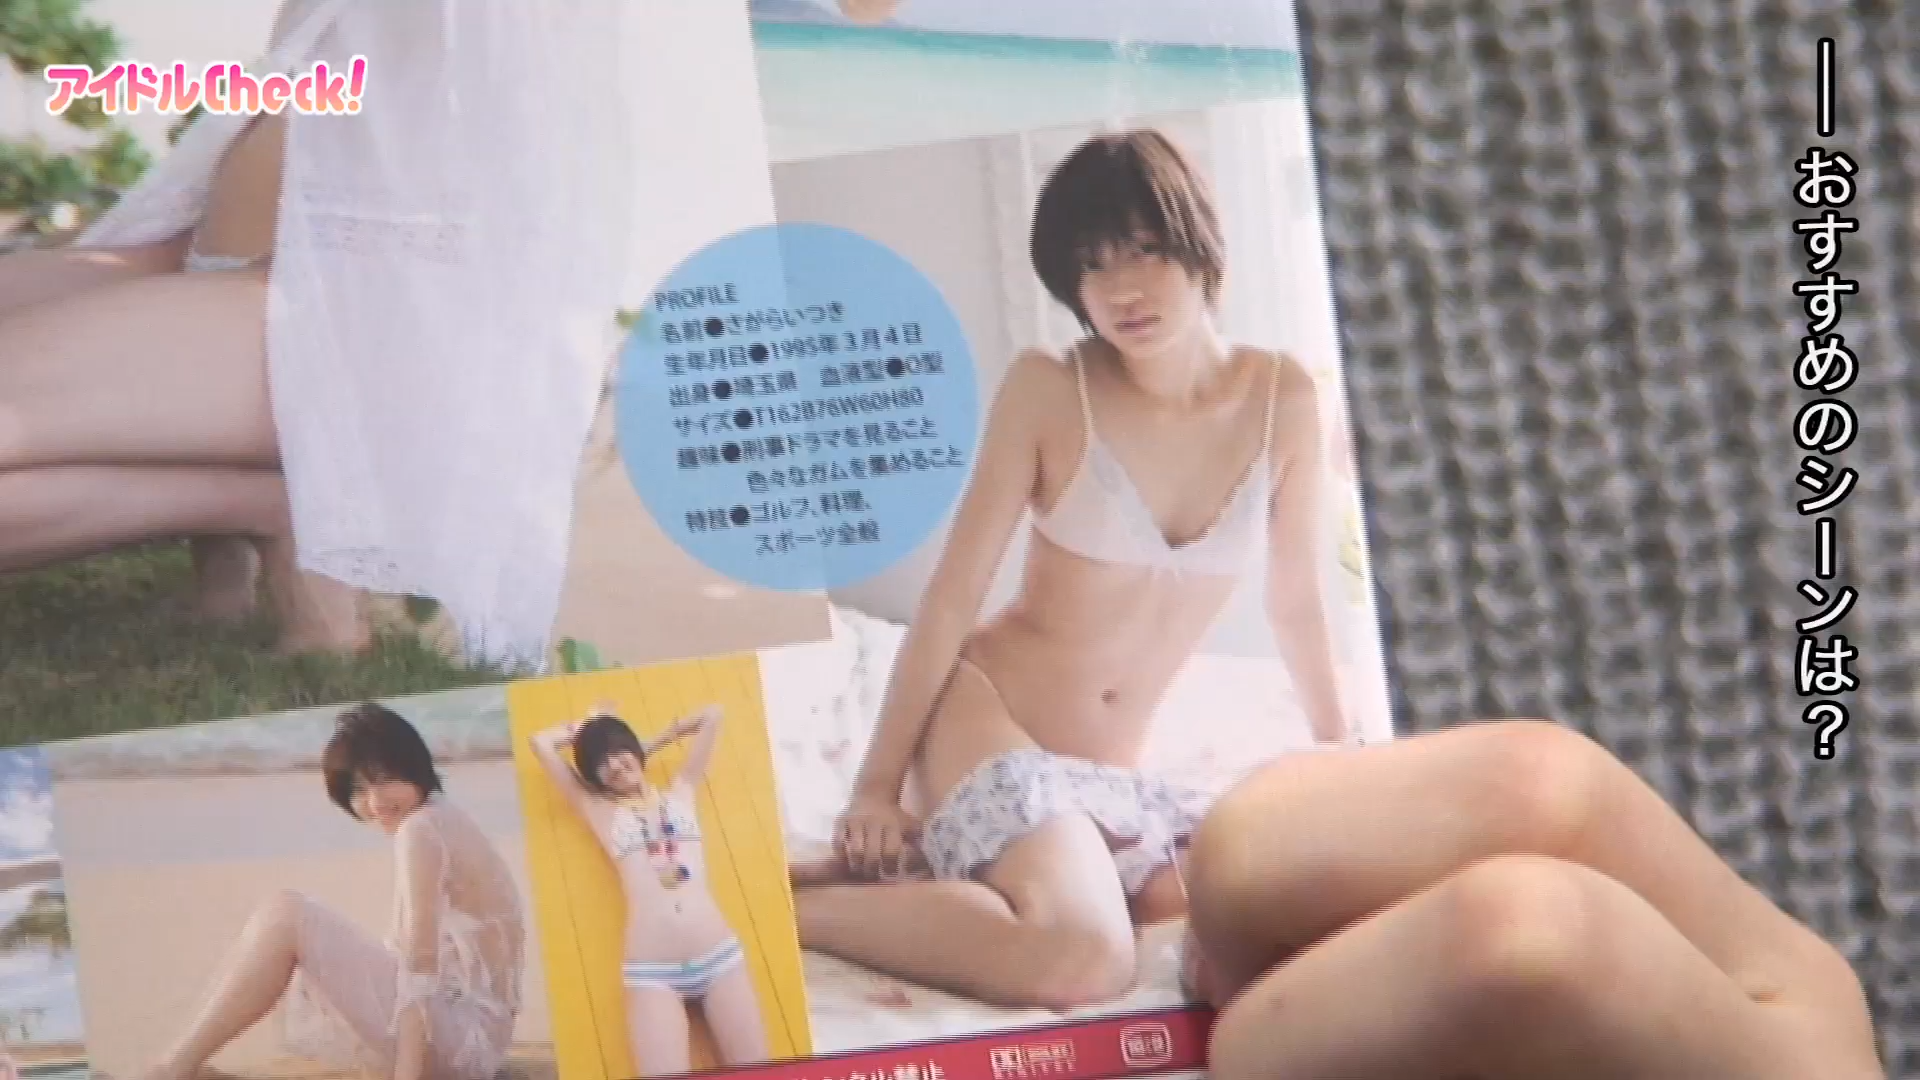 アイドルCheck!
―おすすめのシーンは?
PROFILE
名前●さがらいつき
生年月日●1995年3月4日
出身●埼玉県 血液型●O型
サイズ●T162B76W60H80
趣味●刑事ドラマを見ること
色々なガムを集めること
特技●ゴルフ、料理、
スポーツ全般